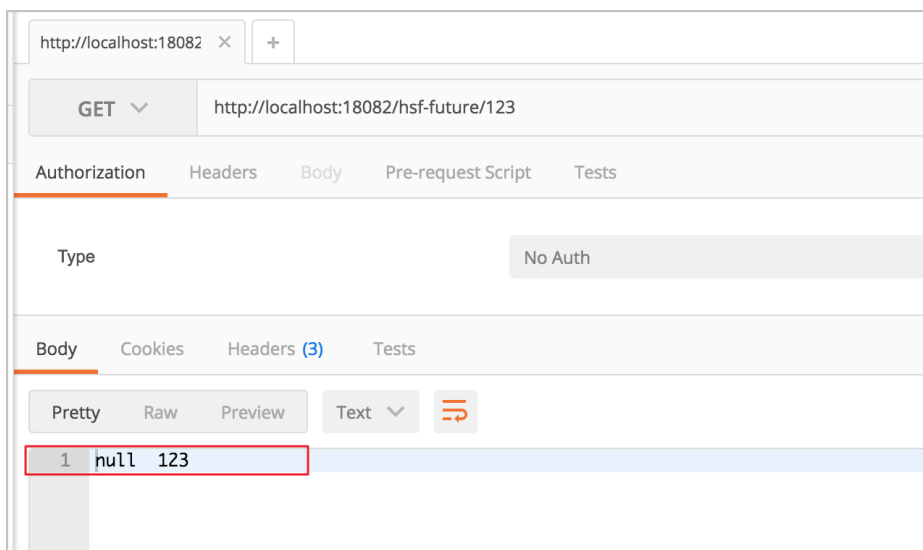 http://localhost:18082 × +
GET http://localhost:18082/hsf-future/123
Authorization Headers Body Pre-request Script Tests
Type No Auth
Body Cookies Headers (3) Tests
Pretty Raw Preview Text
1 null 123